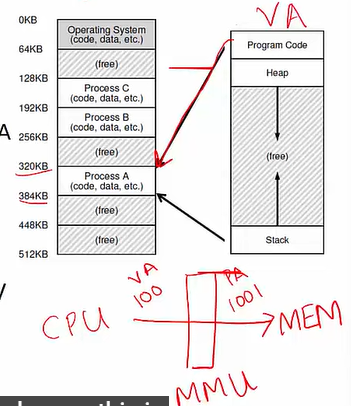 VA
0KB
Operating System
(code, data, etc.)
Program Code
64KB
(free)
Heap
128KB
Process C
(code, data, etc.)
192KB
Process B
(code, data, etc.)
(free)
A
256KB
(free)
320KB
Process A
(code, data, etc.)
384KB
(free)
448KB
Stack
(free)
512KB
VA
100
PA
1001
CPU
MEM
MMU